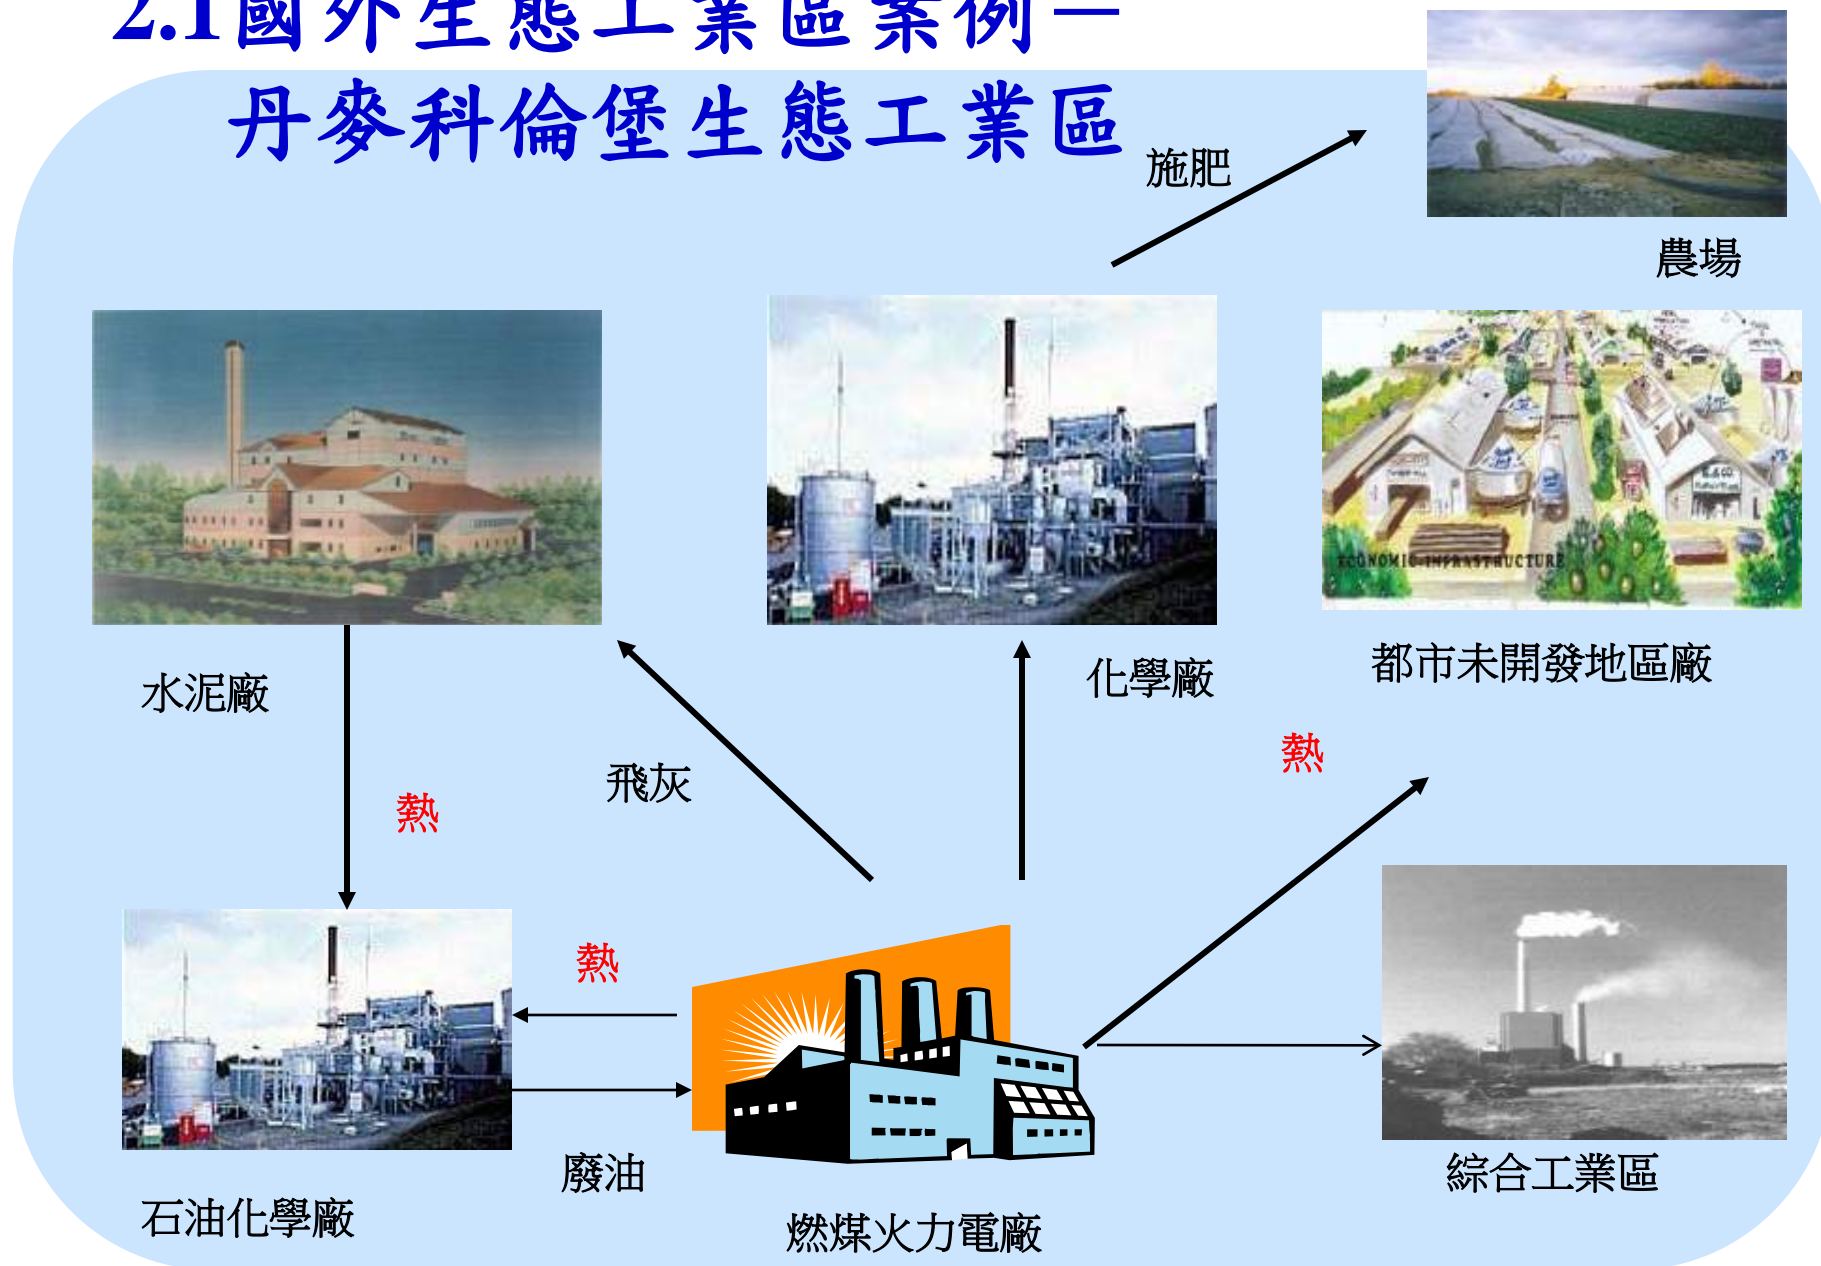 2.1國外生態工業區案例－
丹麥科倫堡生態工業區
施肥
農場
ECONOMIC-INFRASTRUCTURE
都市未開發地區廠
化學廠
水泥廠
熱
飛灰
熱
熱
廢油
綜合工業區
石油化學廠
燃煤火力電廠